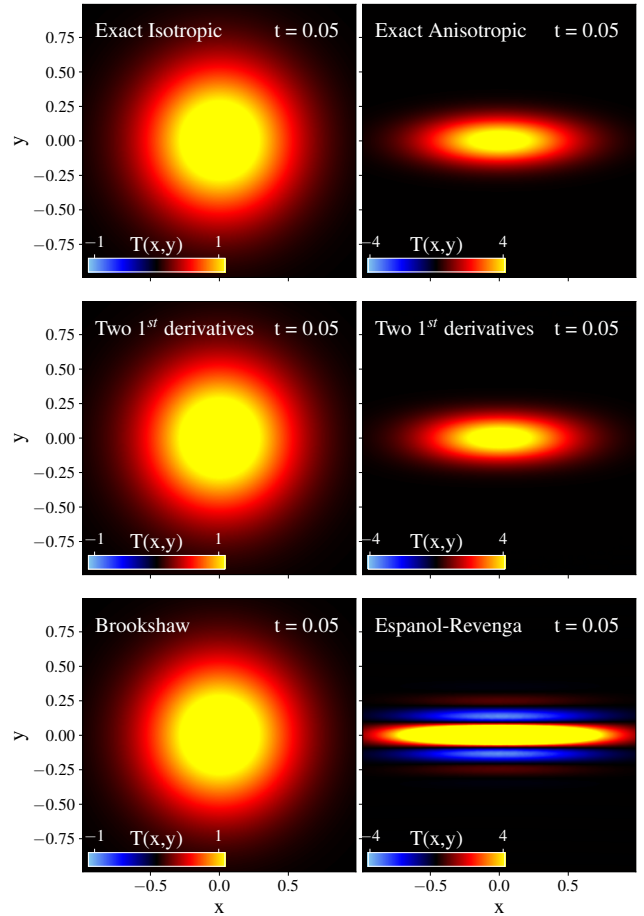 Exact Isotropic t = 0.05
Exact Anisotropic t = 0.05
0.75
0.50
0.25
0.00
−0.25
−0.50
−0.75
y
T(x,y)
−1 1
T(x,y)
−4 4
Two 1st derivatives t = 0.05
Two 1st derivatives t = 0.05
0.75
0.50
0.25
0.00
−0.25
−0.50
−0.75
y
T(x,y)
−1 1
T(x,y)
−4 4
Brookshaw t = 0.05
Espanol-Revenga t = 0.05
0.75
0.50
0.25
0.00
−0.25
−0.50
−0.75
y
T(x,y)
−1 1
T(x,y)
−4 4
−0.5 0.0 0.5
−0.5 0.0 0.5
x
x